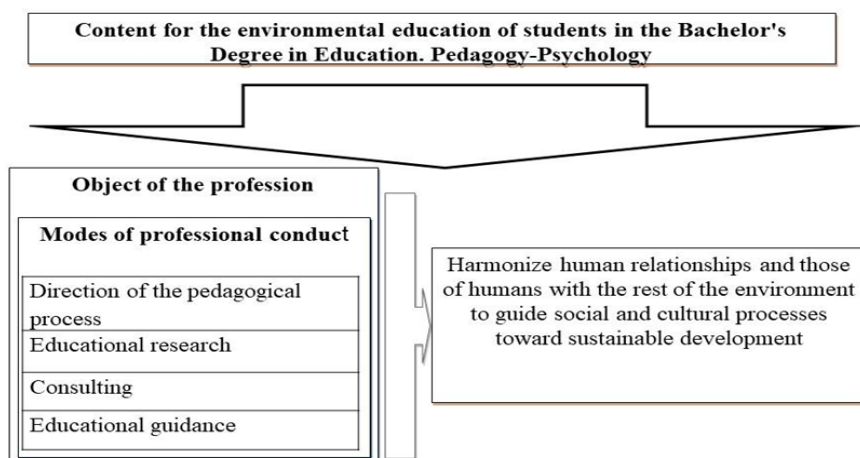 Content for the environmental education of students in the Bachelor's
Degree in Education. Pedagogy-Psychology
Object of the profession
Modes of professional conduct
Direction of the pedagogical
process
Educational research
Consulting
Educational guidance
Harmonize human relationships and those
of humans with the rest of the environment
to guide social and cultural processes
toward sustainable development